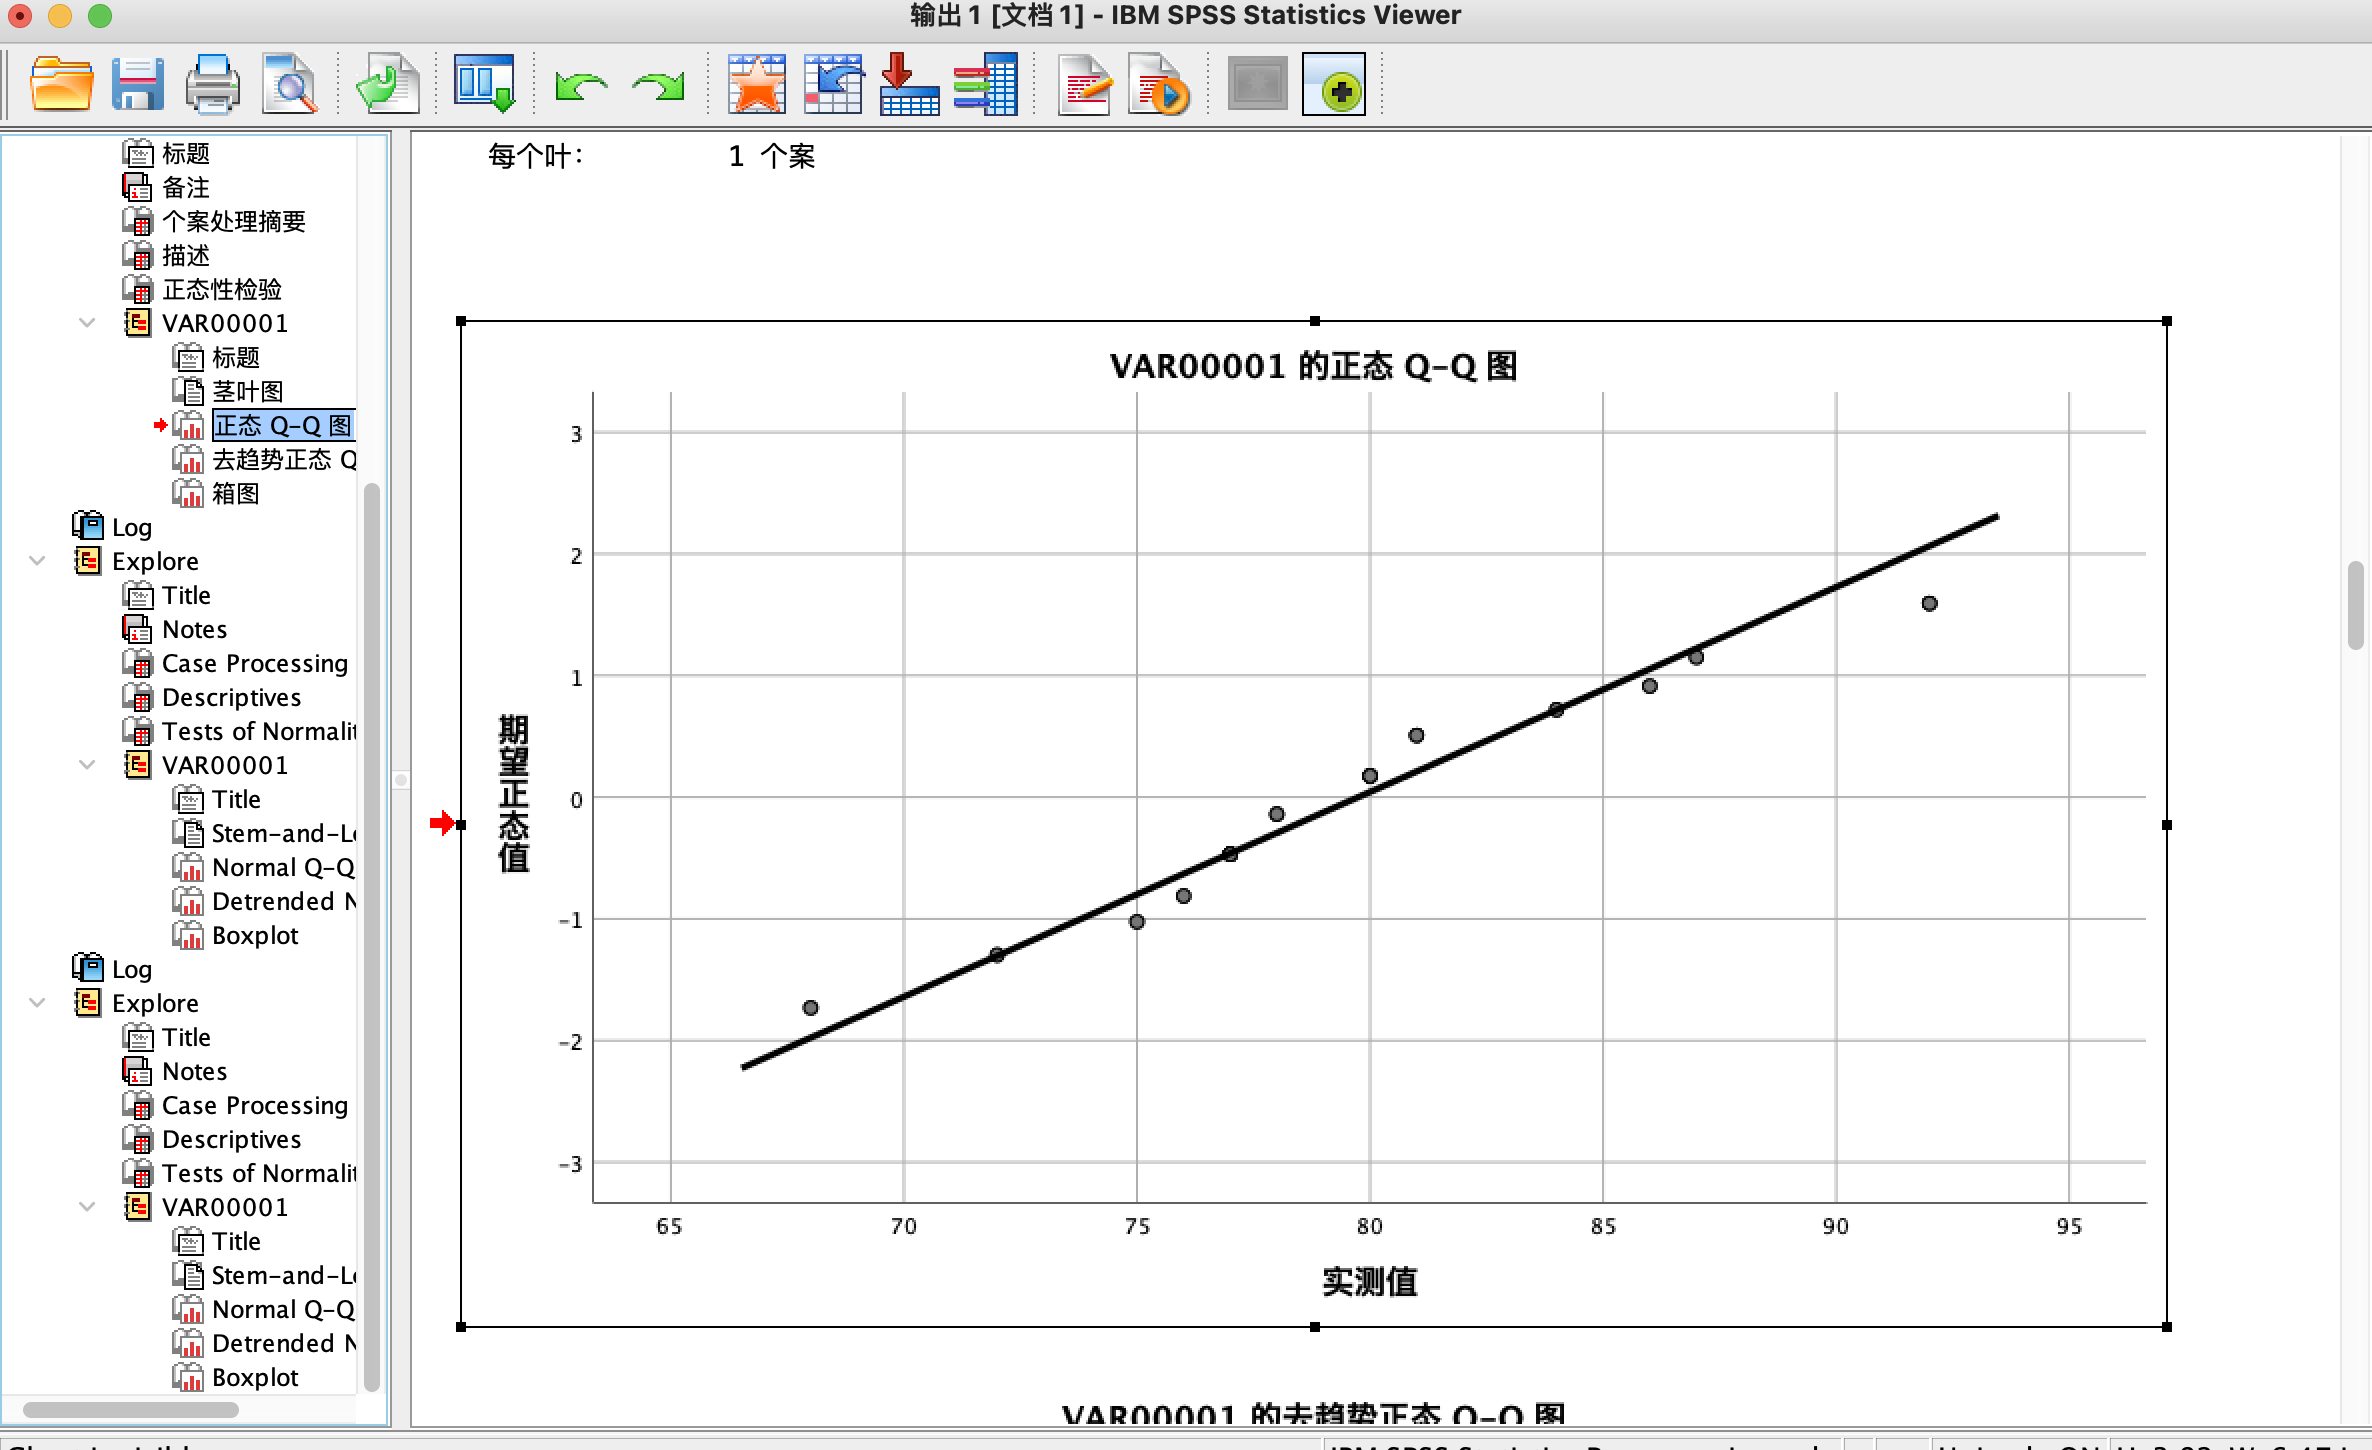 输出1 [文档1] - IBM SPSS Statistics Viewer
标题
备注
个案处理摘要
描述
正态性检验
VAR00001
标题
茎叶图
正态 Q-Q 图
去趋势正态 Q
箱图
Log
Explore
Title
Notes
Case Processing
Descriptives
Tests of Normalit
VAR00001
Title
Stem-and-Le
Normal Q-Q
Detrended N
Boxplot
Log
Explore
Title
Notes
Case Processing
Descriptives
Tests of Normalit
VAR00001
Title
Stem-and-Le
Normal Q-Q
Detrended N
Boxplot
每个叶: 1 个案
VAR00001 的正态 Q-Q 图
3
2
1
0
-1
-2
-3
期望正态值
65 70 75 80 85 90 95
实测值
VAR00001 的去趋势正态 Q-Q 图